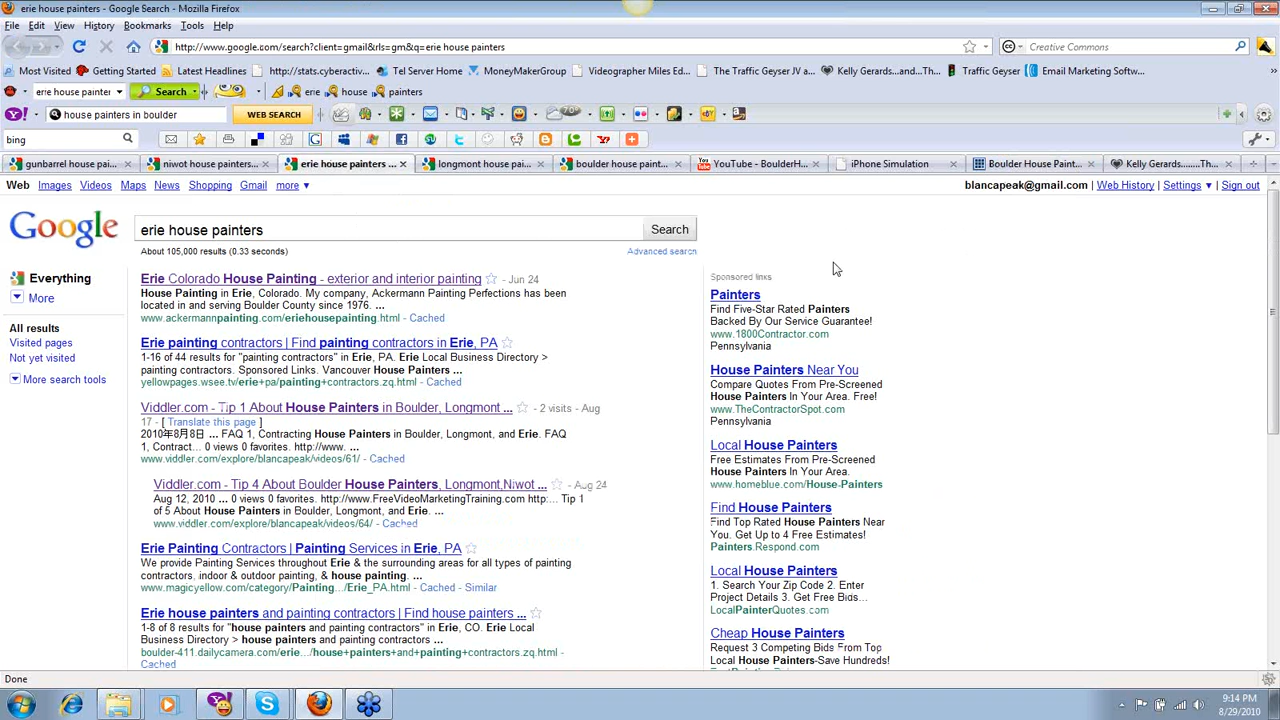 erie house painters - Google Search - Mozilla Firefox
File Edit View History Bookmarks Tools Help
http://www.google.com/search?client=gmail&rls=gm&q=erie house painters
Creative Commons
Most Visited Getting Started Latest Headlines http://stats.cyberactiv... Tel Server Home MoneyMakerGroup Videographer Miles Ed... The Traffic Geyser JV a... Kelly Gerards...and...Th... Traffic Geyser Email Marketing Softw...
erie house painter Search erie house painters
house painters in boulder WEB SEARCH 70°
bing
gunbarrel house pai... niwot house painters... erie house painters ... longmont house pai... boulder house paint... YouTube - BoulderH... iPhone Simulation Boulder House Paint... Kelly Gerards........Th...
Web Images Videos Maps News Shopping Gmail more ▼
blancapeak@gmail.com | Web History | Settings ▼ | Sign out
Google
erie house painters Search
About 105,000 results (0.33 seconds) Advanced search
Everything
More
All results
Visited pages
Not yet visited
More search tools
Erie Colorado House Painting - exterior and interior painting - Jun 24
House Painting in Erie, Colorado. My company, Ackermann Painting Perfections has been
located in and serving Boulder County since 1976. ...
www.ackermannpainting.com/eriehousepainting.html - Cached
Erie painting contractors | Find painting contractors in Erie, PA
1-16 of 44 results for "painting contractors" in Erie, PA. Erie Local Business Directory >
painting contractors. Sponsored Links. Vancouver House Painters ...
yellowpages.wsee.tv/erie+pa/painting+contractors.zq.html - Cached
Viddler.com - Tip 1 About House Painters in Boulder, Longmont ... - 2 visits - Aug
17 - [ Translate this page ]
2010年8月8日 ... FAQ 1, Contracting House Painters in Boulder, Longmont, and Erie. FAQ
1, Contract... 0 views 0 favorites. http://www. ...
www.viddler.com/explore/blancapeak/videos/61/ - Cached
Viddler.com - Tip 4 About Boulder House Painters, Longmont,Niwot ... - Aug 24
Aug 12, 2010 ... 0 views 0 favorites. http://www.FreeVideoMarketingTraining.com http:... Tip 1
of 5 About House Painters in Boulder, Longmont, and Erie. ...
www.viddler.com/explore/blancapeak/videos/64/ - Cached
Erie Painting Contractors | Painting Services in Erie, PA
We provide Painting Services throughout Erie & the surrounding areas for all types of painting
contractors. indoor & outdoor painting, & house painting. ...
www.magicyellow.com/category/Painting.../Erie_PA.html - Cached - Similar
Erie house painters and painting contractors | Find house painters ...
1-8 of 8 results for "house painters and painting contractors" in Erie, CO. Erie Local
Business Directory > house painters and painting contractors ...
boulder-411.dailycamera.com/erie.../house+painters+and+painting+contractors.zq.html -
Cached
Sponsored links
Painters
Find Five-Star Rated Painters
Backed By Our Service Guarantee!
www.1800Contractor.com
Pennsylvania
House Painters Near You
Compare Quotes From Pre-Screened
House Painters In Your Area. Free!
www.TheContractorSpot.com
Pennsylvania
Local House Painters
Free Estimates From Pre-Screened
House Painters In Your Area.
www.homeblue.com/House-Painters
Find House Painters
Find Top Rated House Painters Near
You. Get Up to 4 Free Estimates!
Painters.Respond.com
Local House Painters
1. Search Your Zip Code 2. Enter
Project Details 3. Get Free Bids...
LocalPainterQuotes.com
Cheap House Painters
Request 3 Competing Bids From Top
Local House Painters-Save Hundreds!
Done
9:14 PM
8/29/2010